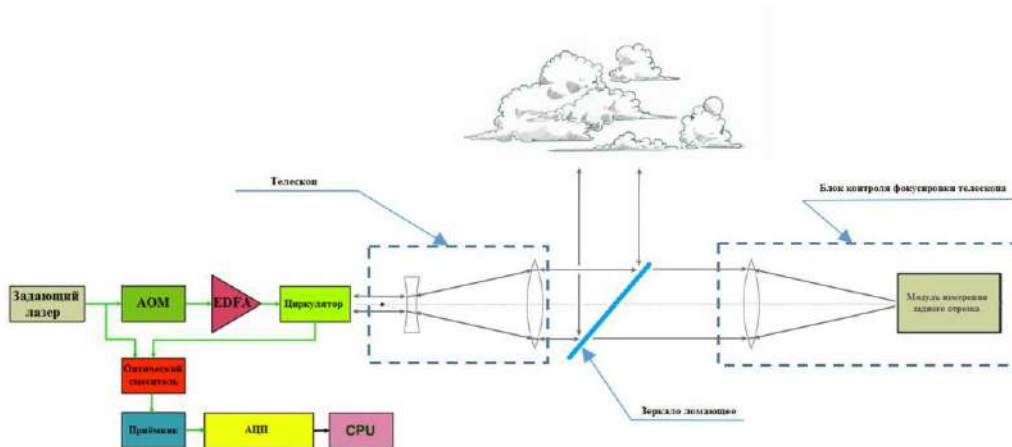 Телескоп
Блок контроля фокусировки телескопа
Задающий
лазер
АОМ
EDFA
Циркулятор
Модуль измерения
заднего отрезка
Оптический
смеситель
Приёмник
АЦП
CPU
Зеркало ломающее